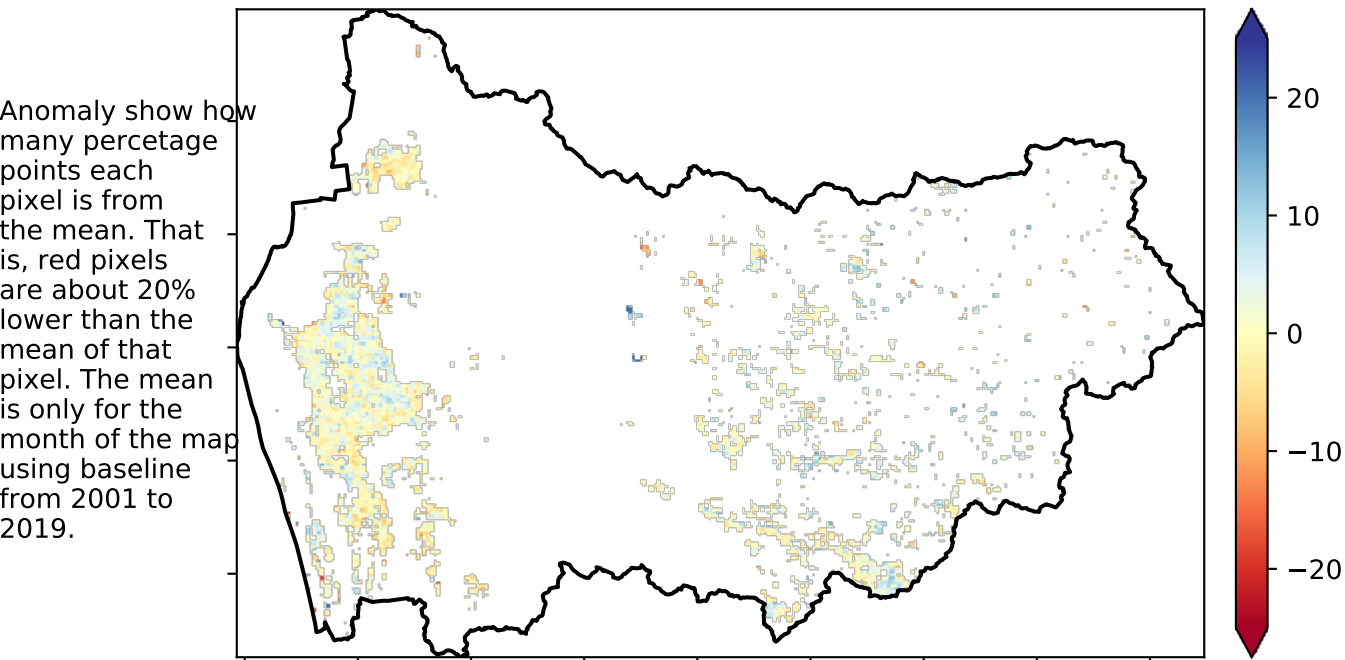 Anomaly show how
many percetage
points each
pixel is from
the mean. That
is, red pixels
are about 20%
lower than the
mean of that
pixel. The mean
is only for the
month of the map
using baseline
from 2001 to
2019.
20
10
0
−10
−20